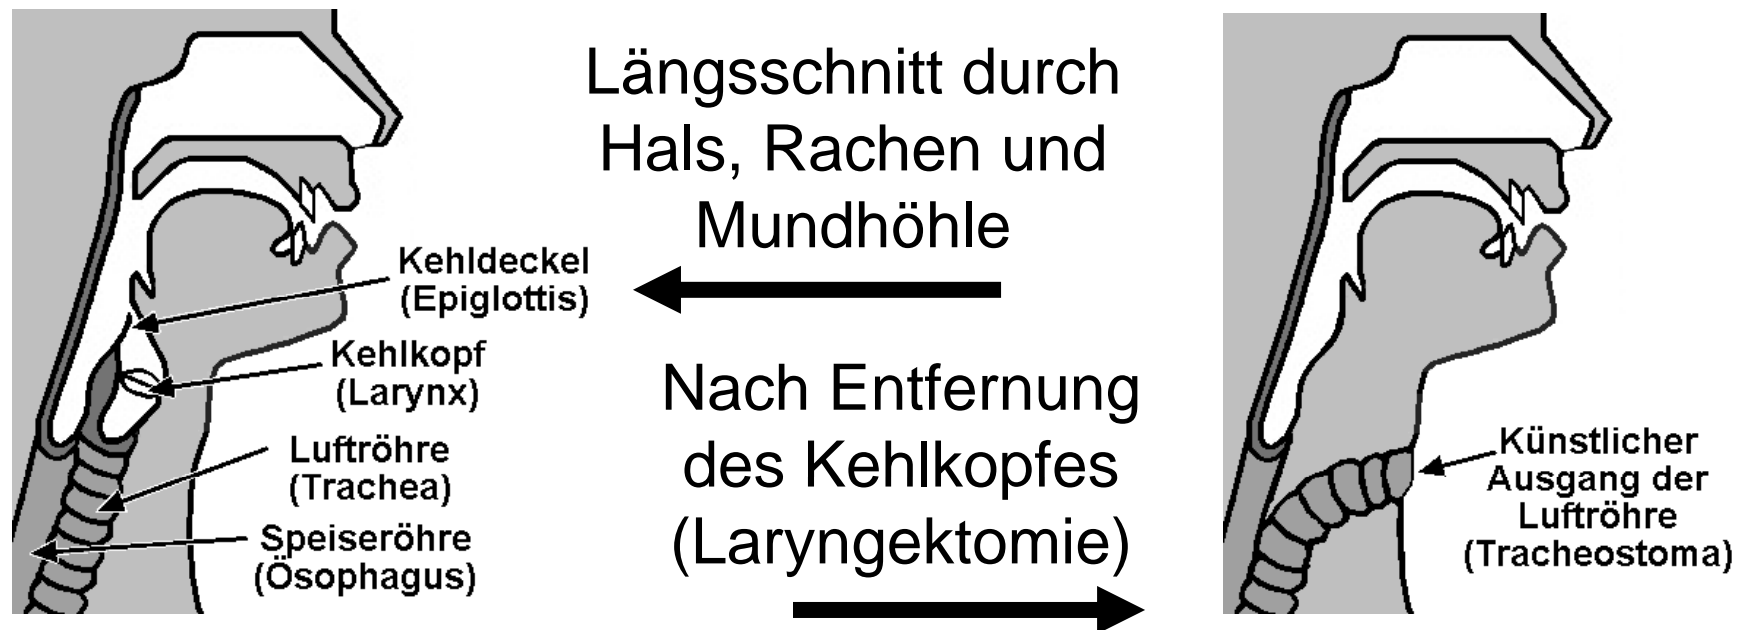 Längsschnitt durch
Hals, Rachen und
Mundhöhle
Kehldeckel
(Epiglottis)
Kehlkopf
(Larynx)
Luftröhre
(Trachea)
Speiseröhre
(Ösophagus)
Nach Entfernung
des Kehlkopfes
(Laryngektomie)
Künstlicher
Ausgang der
Luftröhre
(Tracheostoma)